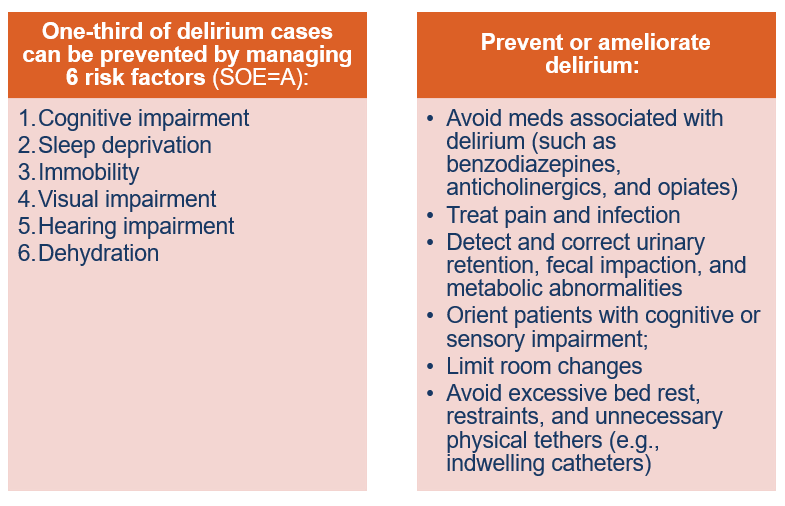 One-third of delirium cases
can be prevented by managing
6 risk factors (SOE=A):
1.Cognitive impairment
2.Sleep deprivation
3.Immobility
4.Visual impairment
5.Hearing impairment
6.Dehydration
Prevent or ameliorate
delirium:
• Avoid meds associated with
delirium (such as
benzodiazepines,
anticholinergics, and opiates)
• Treat pain and infection
• Detect and correct urinary
retention, fecal impaction, and
metabolic abnormalities
• Orient patients with cognitive or
sensory impairment;
• Limit room changes
• Avoid excessive bed rest,
restraints, and unnecessary
physical tethers (e.g.,
indwelling catheters)